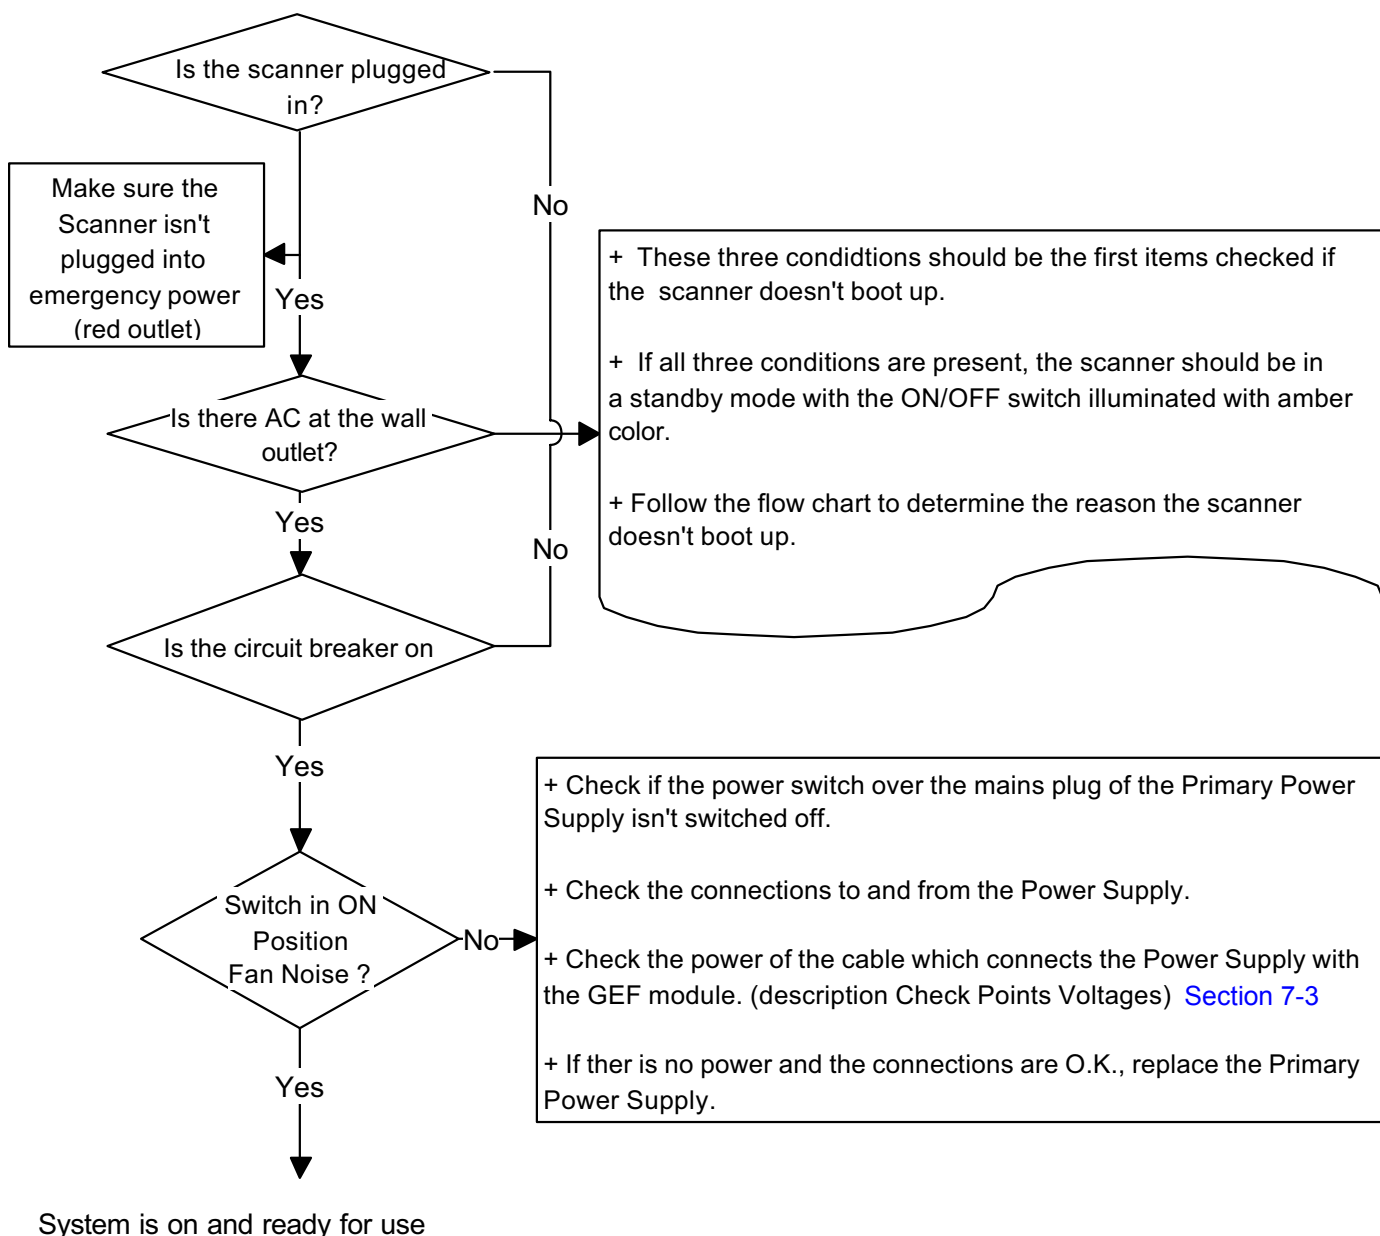 Is the scanner plugged
in?
No
Make sure the
Scanner isn't
plugged into
emergency power
(red outlet)
Yes
+  These three condidtions should be the first items checked if
the  scanner doesn't boot up.
+  If all three conditions are present, the scanner should be in
a standby mode with the ON/OFF switch illuminated with amber
color.
+ Follow the flow chart to determine the reason the scanner
doesn't boot up.
Is there AC at the wall
outlet?
Yes
No
Is the circuit breaker on
Yes
Switch in ON
Position
Fan Noise ?
No
+ Check if the power switch over the mains plug of the Primary Power
Supply isn't switched off.
+ Check the connections to and from the Power Supply.
+ Check the power of the cable which connects the Power Supply with
the GEF module. (description Check Points Voltages)  Section 7-3
+ If ther is no power and the connections are O.K., replace the Primary
Power Supply.
Yes
System is on and ready for use